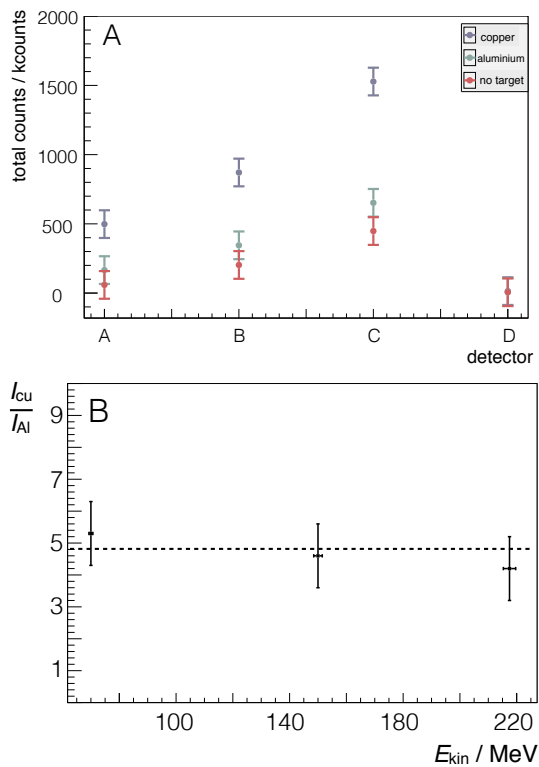 A
total counts / kcounts
2000
1500
1000
500
0
copper
aluminium
no target
A B C D
detector
B
I_cu
I_Al
9
7
5
3
1
100 140 180 220
E_kin / MeV